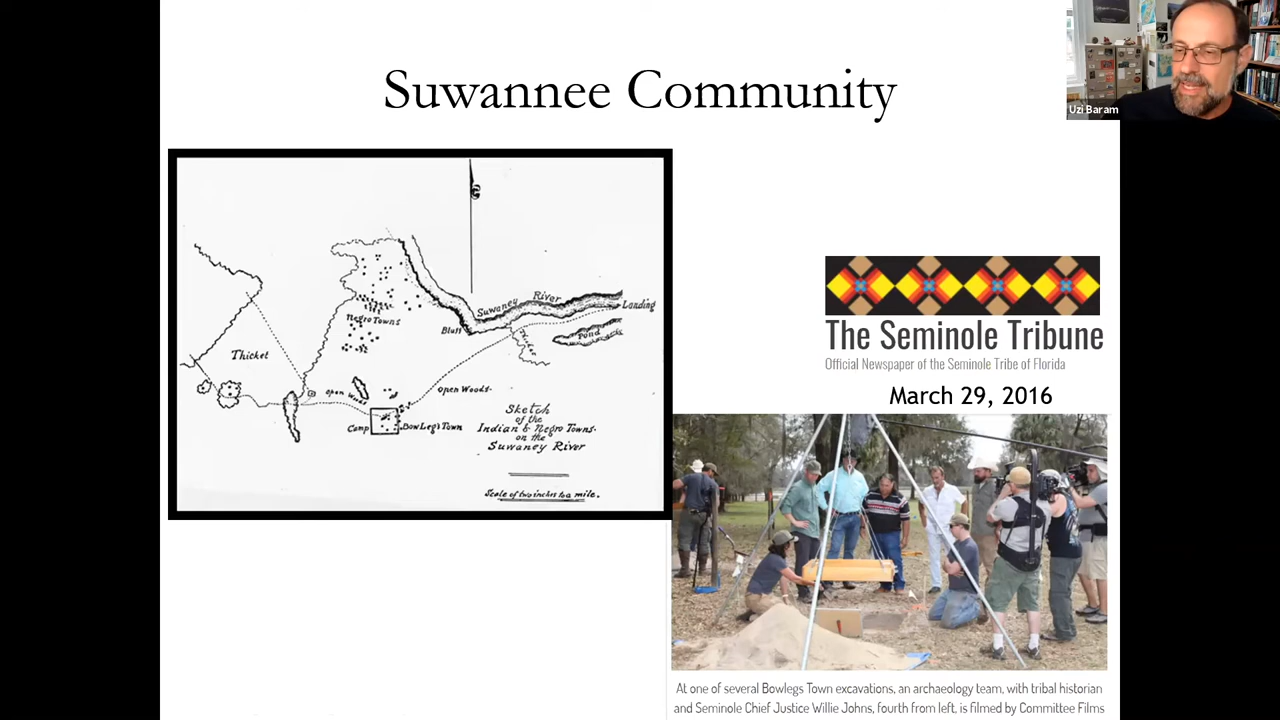 Suwannee Community
Uzi Baram
Negro Towns
Suwaney River
Landing
Bluff
Pond
Thicket
Open Woods
Open Woods.
Camp
BowLegs Town
Sketch
of the
Indian & Negro Towns.
on the
Suwaney River
Scale of two inches to a mile.
The Seminole Tribune
Official Newspaper of the Seminole Tribe of Florida
March 29, 2016
At one of several Bowlegs Town excavations, an archaeology team, with tribal historian
and Seminole Chief Justice Willie Johns, fourth from left, is filmed by Committee Films